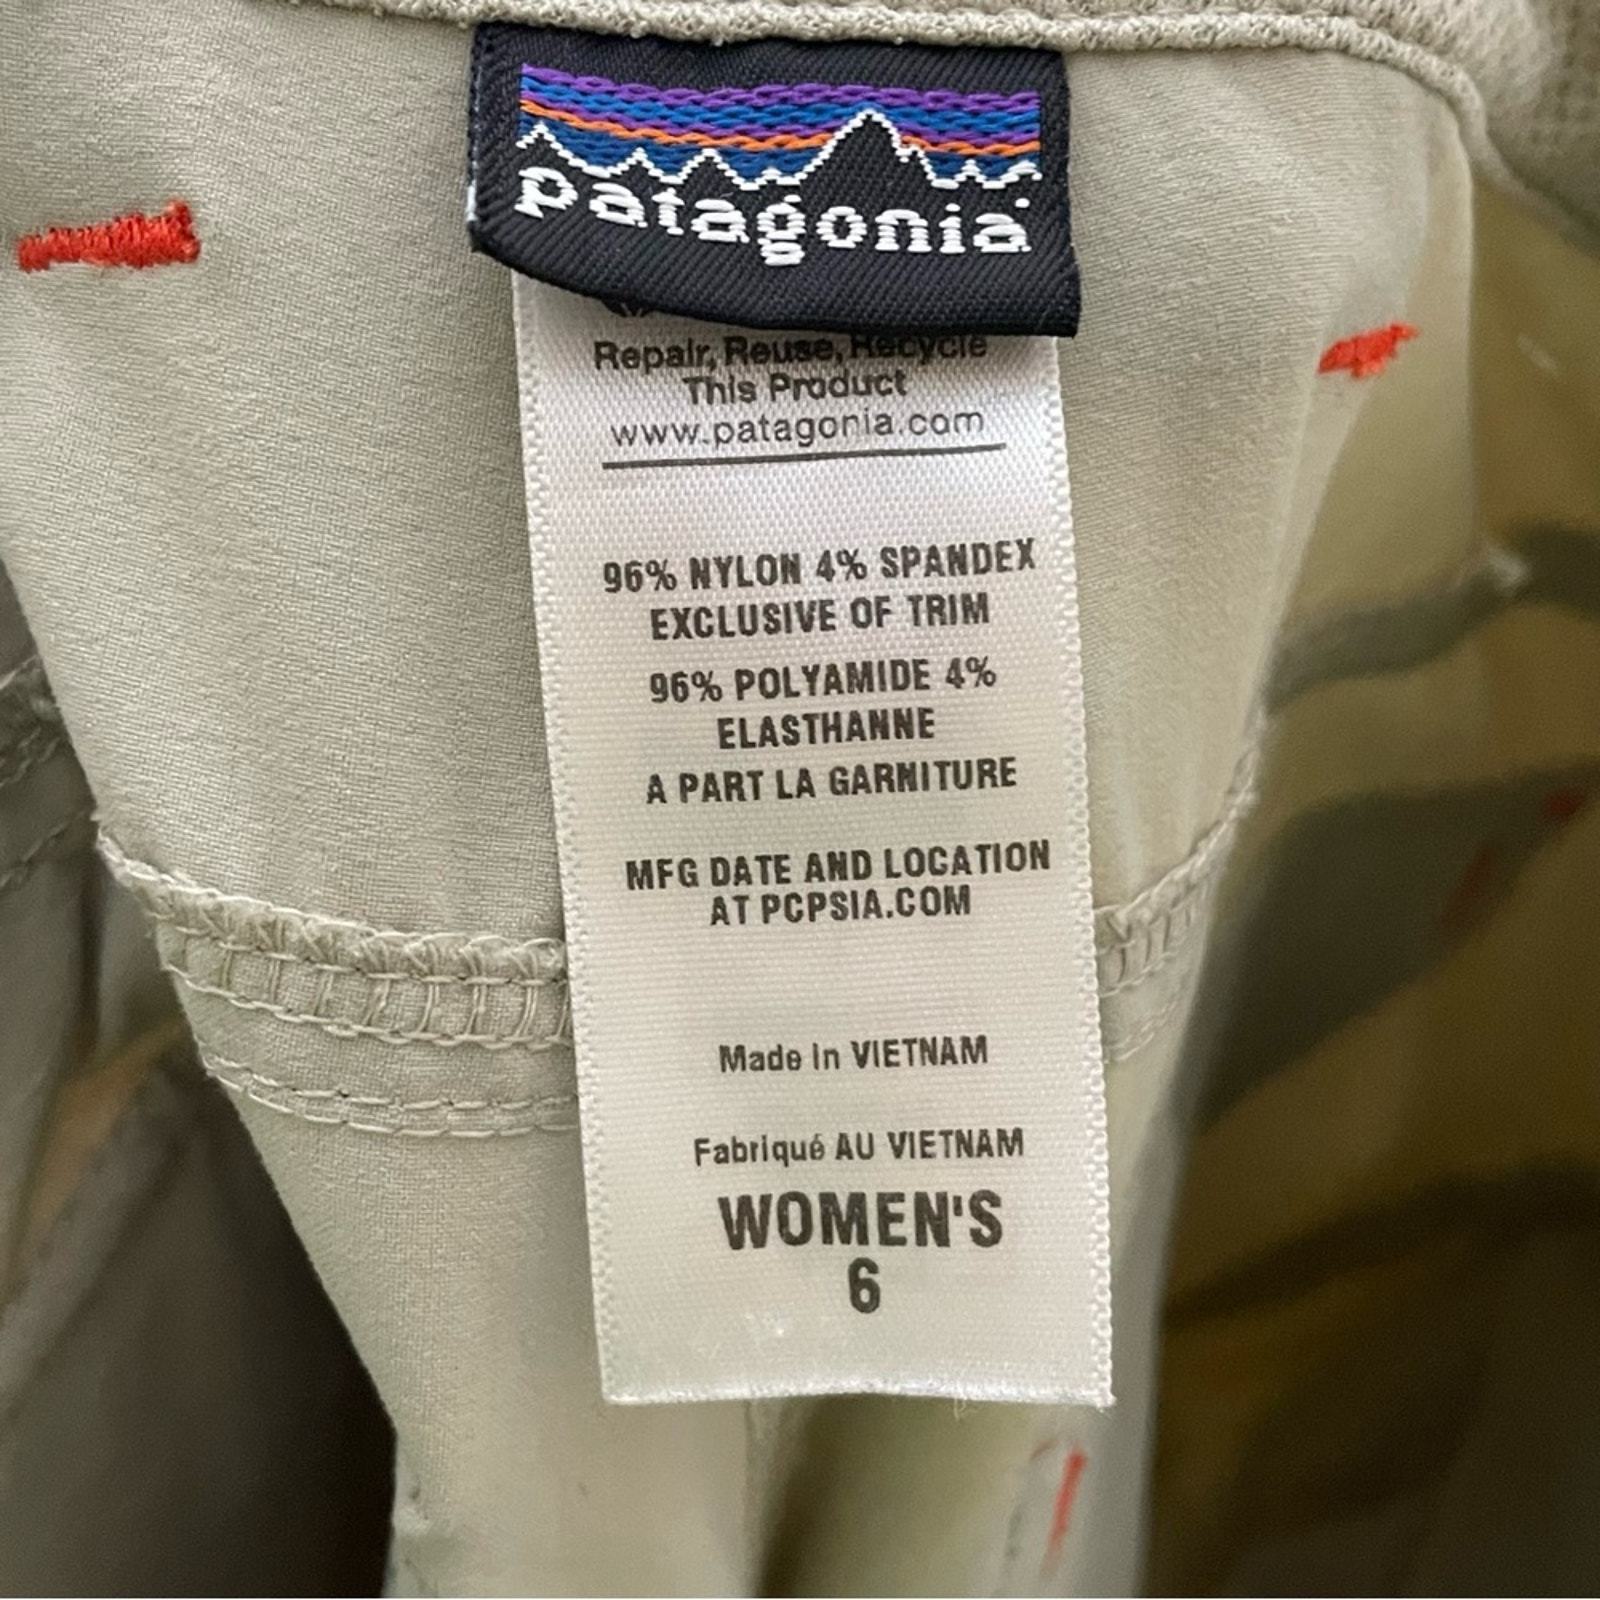 patagonia
Repair, Reuse, Recycle
This Product
www.patagonia.com
96% NYLON 4% SPANDEX
EXCLUSIVE OF TRIM
96% POLYAMIDE 4%
ELASTHANNE
A PART LA GARNITURE
MFG DATE AND LOCATION
AT PCPSIA.COM
Made in VIETNAM
Fabriqué AU VIETNAM
WOMEN'S
6